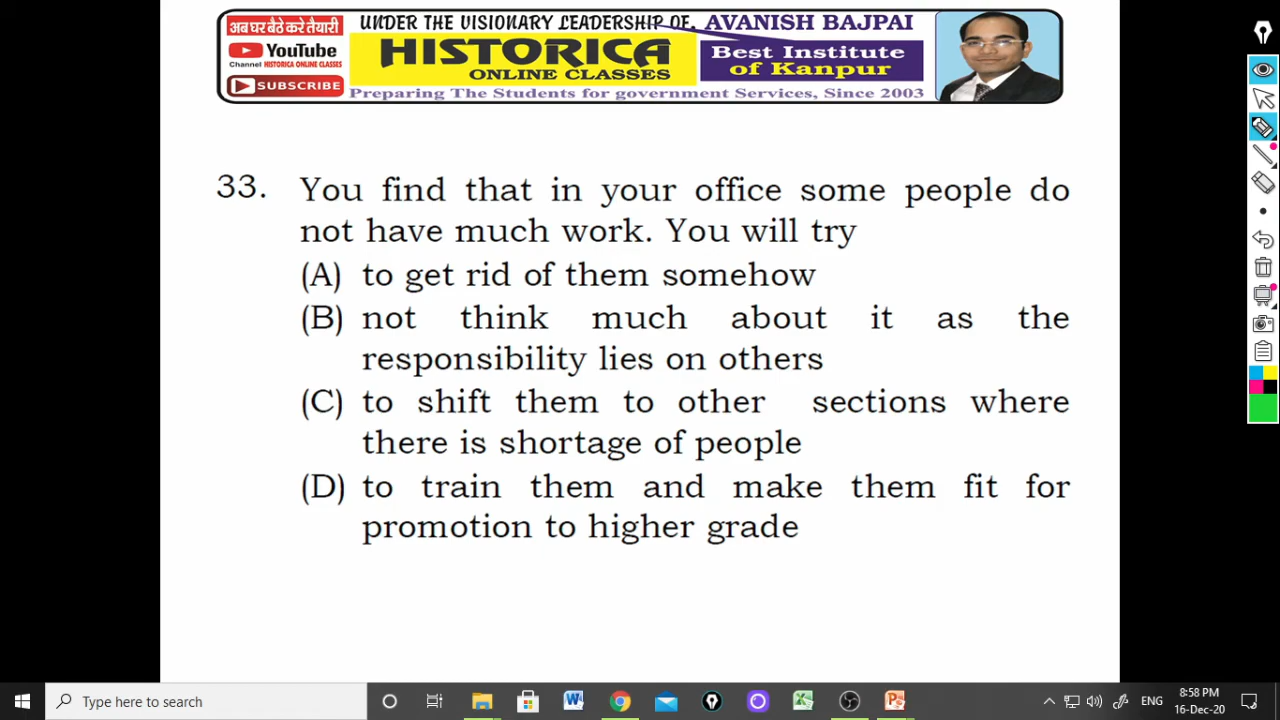 अब घर बैठे करे तैयारी
YouTube
Channel HISTORICA ONLINE CLASSES
SUBSCRIBE
UNDER THE VISIONARY LEADERSHIP OF. AVANISH BAJPAI
HISTORICA
ONLINE CLASSES
Best Institute
of Kanpur
Preparing The Students for government Services, Since 2003
33. You find that in your office some people do
not have much work. You will try
(A) to get rid of them somehow
(B) not think much about it as the
responsibility lies on others
(C) to shift them to other sections where
there is shortage of people
(D) to train them and make them fit for
promotion to higher grade
Type here to search
ENG
8:58 PM
16-Dec-20